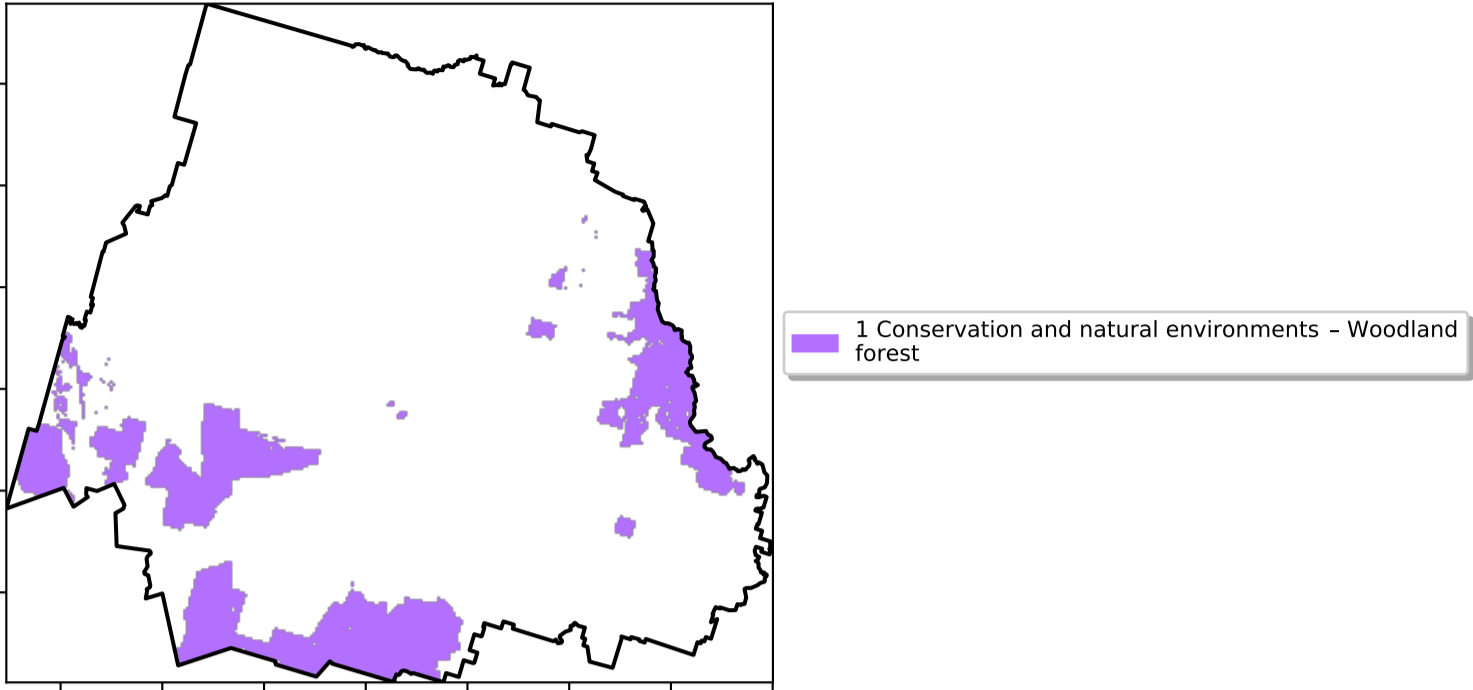 1 Conservation and natural environments – Woodland
forest